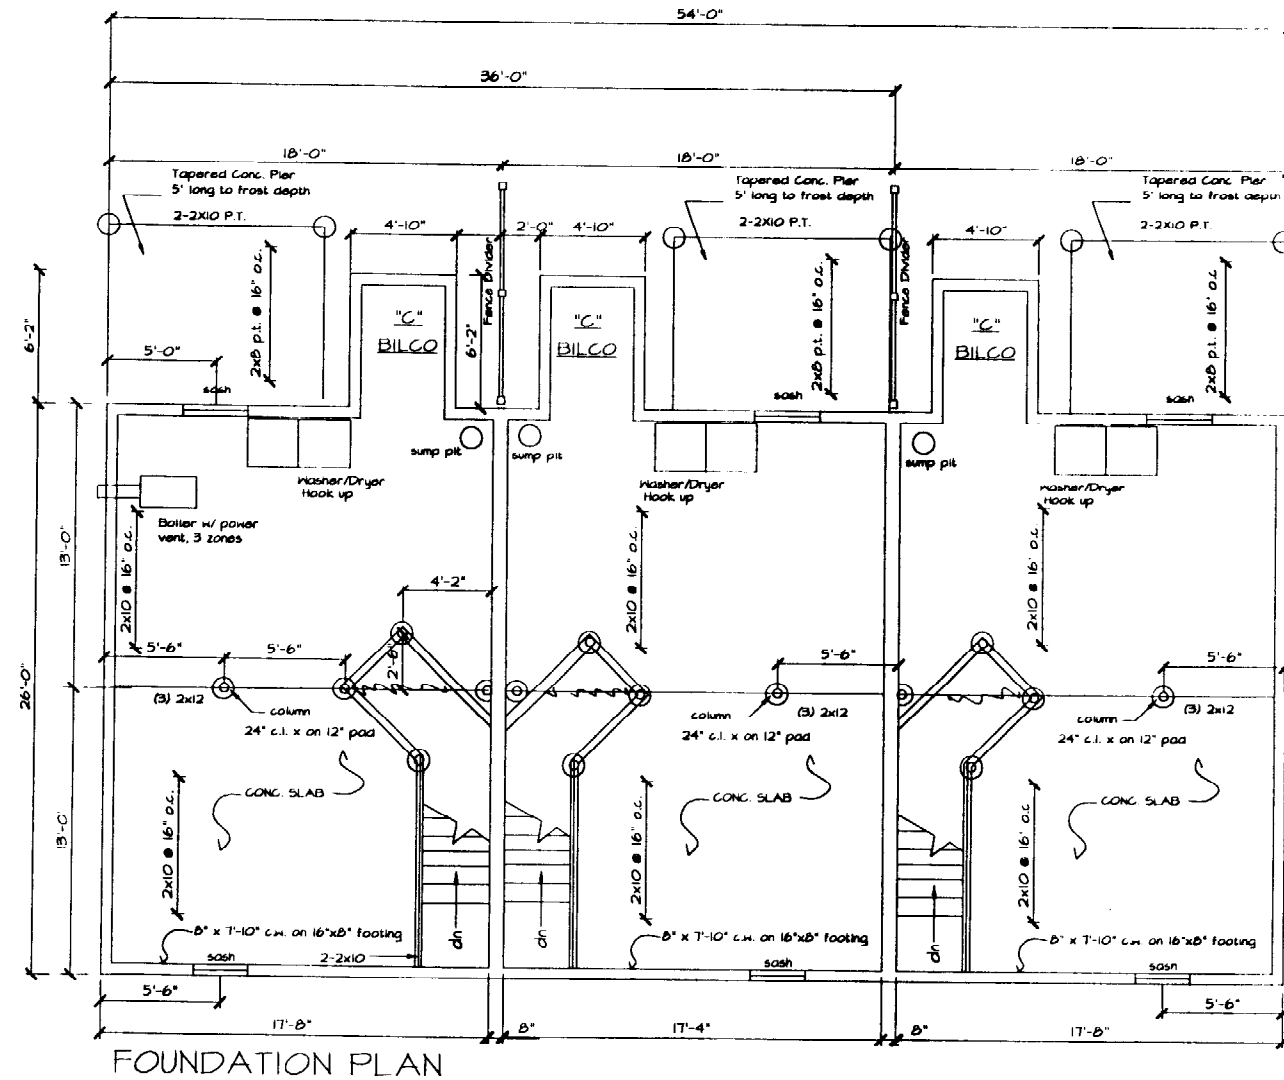 54'-0"
36'-0"
18'-0"
18'-0"
18'-0"
Tapered Conc. Pier
5' long to frost depth
2-2X10 P.T.
Tapered Conc. Pier
5' long to frost depth
2-2X10 P.T.
Tapered Conc Pier
5' long to frost depth
2-2X10 P.T.
4'-10"
2'-0"
4'-10"
4'-10"
Fence Divider
Fence Divider
6'-2"
5'-0"
2x8 p.t. @ 16" o.c.
"C"
BILCO
6'-2"
"C"
BILCO
2x8 p.t. @ 16" o.c.
"C"
BILCO
2x8 p.t. @ 16' o.c.
sash
sash
sash
sump pit
sump pit
sump pit
Washer/Dryer
Hook up
Washer/Dryer
Hook up
Washer/Dryer
Hook up
Boiler w/ power
vent, 3 zones
13'-0"
2x10 @ 16" o.c.
2x10 @ 16" o.c.
2x10 @ 16' o.c.
4'-2"
5'-6"
5'-6"
2'-6"
5'-6"
5'-6"
26'-0"
(3) 2x12
column
24" c.i. x on 12" pad
(3) 2x12
column
24" c.i. x on 12" pad
(3) 2x12
column
24" c.i. x on 12" pad
CONC. SLAB
CONC. SLAB
CONC. SLAB
13'-0'
2x10 @ 16" o.c.
2x10 @ 16" o.c.
2x10 @ 16' o.c
dn
dn
dn
8" x 7'-10" c.w. on 16"x8" footing
8" x 7'-10" c.w. on 16"x8" footing
8" x 7'-10" c.w. on 16"x8" footing
sash
2-2x10
sash
sash
5'-6"
5'-6"
17'-8"
8"
17'-4"
8"
17'-8"
FOUNDATION PLAN